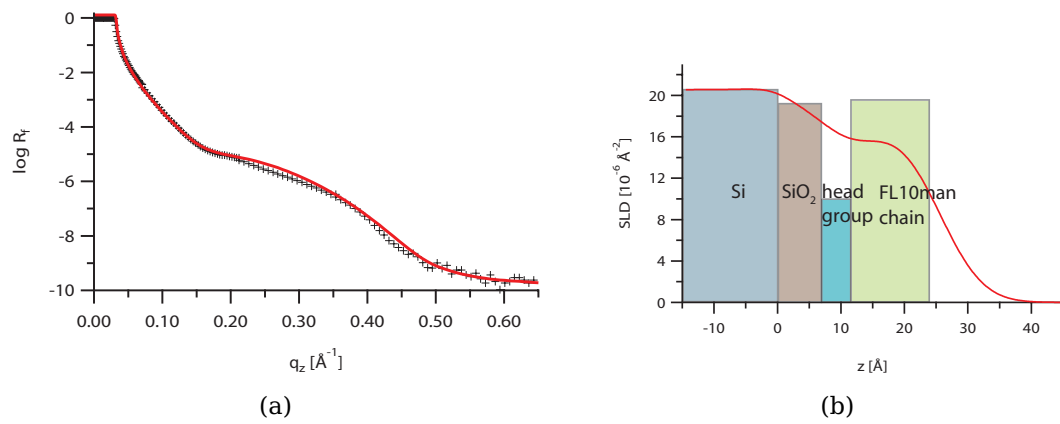 0
-2
-4
-6
-8
-10
log R_f
0.00 0.10 0.20 0.30 0.40 0.50 0.60
q_z [Å^-1]
(a)
20
16
12
8
4
0
SLD [10^-6 Å^-2]
Si
SiO_2
head
group
FL10man
chain
-10 0 10 20 30 40
z [Å]
(b)